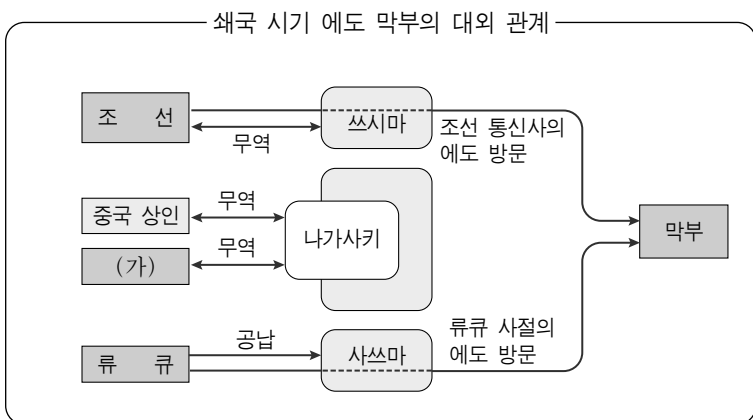 쇄국 시기 에도 막부의 대외 관계
조 선
무역
쓰시마
조선 통신사의
에도 방문
중국 상인
무역
(가)
무역
나가사키
막부
류 큐
공납
사쓰마
류큐 사절의
에도 방문